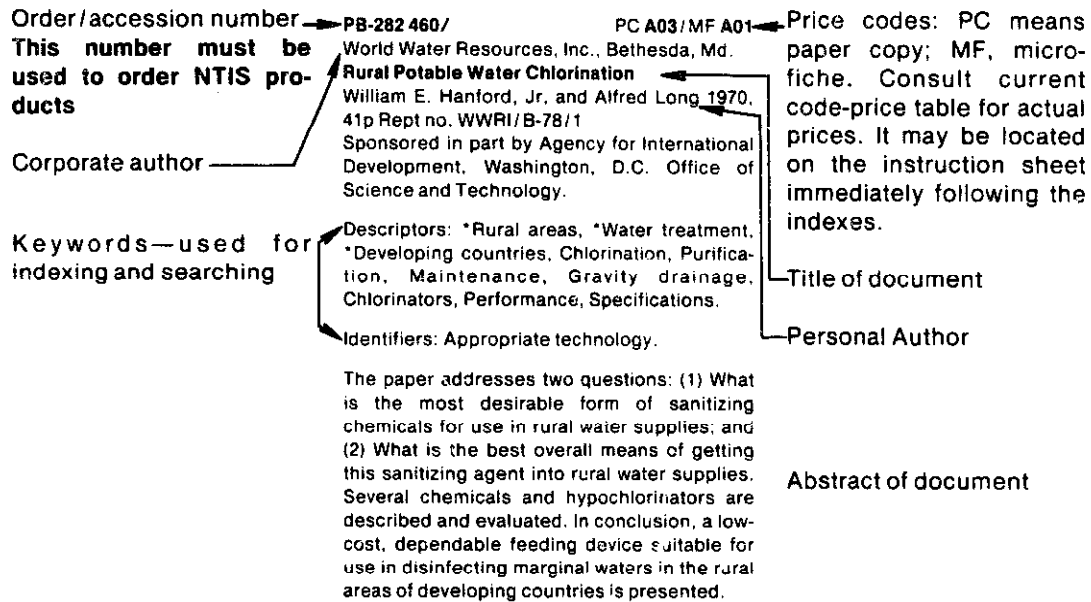 Order/accession number
This number must be
used to order NTIS pro-
ducts
Corporate author
Keywords—used for
indexing and searching
PB-282 460/ PC A03/MF A01
World Water Resources, Inc., Bethesda, Md.
Rural Potable Water Chlorination
William E. Hanford, Jr, and Alfred Long 1970,
41p Rept no. WWRI/B-78/1
Sponsored in part by Agency for International
Development, Washington, D.C. Office of
Science and Technology.
Descriptors: *Rural areas, *Water treatment,
*Developing countries, Chlorination, Purifica-
tion, Maintenance, Gravity drainage,
Chlorinators, Performance, Specifications.
Identifiers: Appropriate technology.
The paper addresses two questions: (1) What
is the most desirable form of sanitizing
chemicals for use in rural water supplies; and
(2) What is the best overall means of getting
this sanitizing agent into rural water supplies.
Several chemicals and hypochlorinators are
described and evaluated. In conclusion, a low-
cost, dependable feeding device suitable for
use in disinfecting marginal waters in the rural
areas of developing countries is presented.
Price codes: PC means
paper copy; MF, micro-
fiche. Consult current
code-price table for actual
prices. It may be located
on the instruction sheet
immediately following the
indexes.
Title of document
Personal Author
Abstract of document